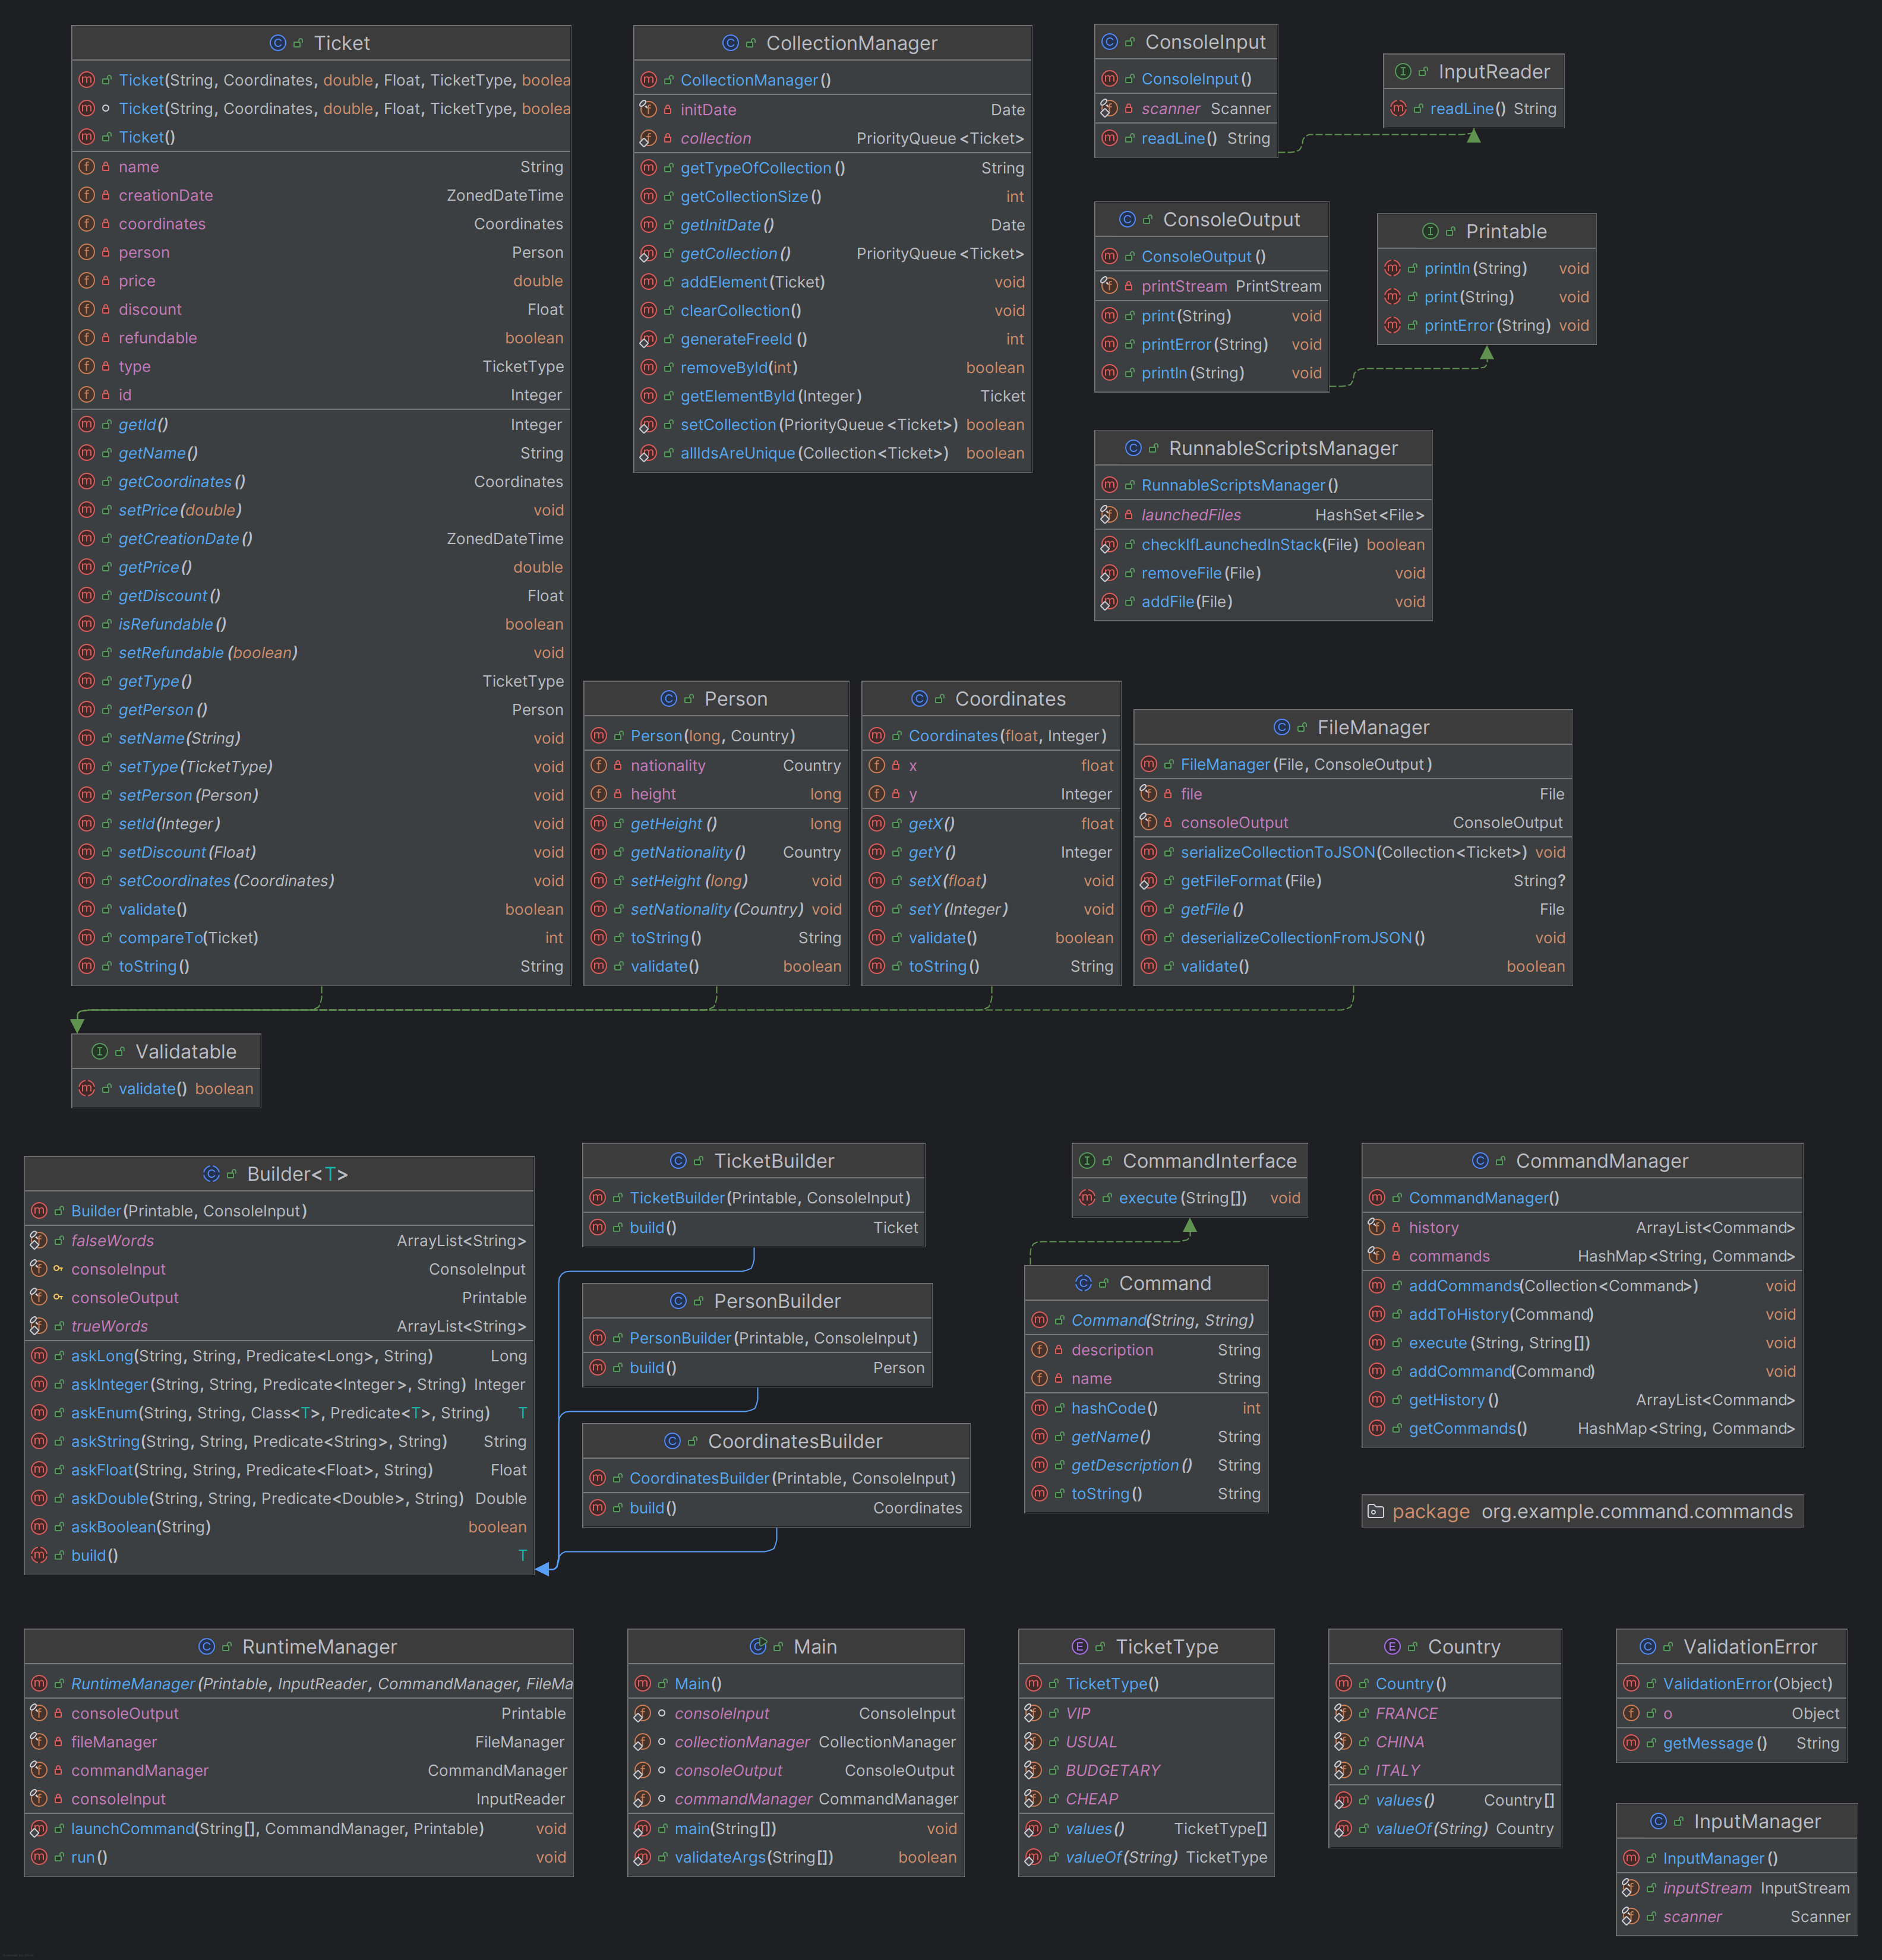 Ticket
Ticket(String, Coordinates, double, Float, TicketType, boolea
Ticket(String, Coordinates, double, Float, TicketType, boolea
Ticket()
name String
creationDate ZonedDateTime
coordinates Coordinates
person Person
price double
discount Float
refundable boolean
type TicketType
id Integer
getId() Integer
getName() String
getCoordinates() Coordinates
setPrice(double) void
getCreationDate() ZonedDateTime
getPrice() double
getDiscount() Float
isRefundable() boolean
setRefundable(boolean) void
getType() TicketType
getPerson() Person
setName(String) void
setType(TicketType) void
setPerson(Person) void
setId(Integer) void
setDiscount(Float) void
setCoordinates(Coordinates) void
validate() boolean
compareTo(Ticket) int
toString() String
CollectionManager
CollectionManager()
initDate Date
collection PriorityQueue<Ticket>
getTypeOfCollection() String
getCollectionSize() int
getInitDate() Date
getCollection() PriorityQueue<Ticket>
addElement(Ticket) void
clearCollection() void
generateFreeId() int
removeById(int) boolean
getElementById(Integer) Ticket
setCollection(PriorityQueue<Ticket>) boolean
allIdsAreUnique(Collection<Ticket>) boolean
ConsoleInput
ConsoleInput()
scanner Scanner
readLine() String
InputReader
readLine() String
ConsoleOutput
ConsoleOutput()
printStream PrintStream
print(String) void
printError(String) void
println(String) void
Printable
println(String) void
print(String) void
printError(String) void
RunnableScriptsManager
RunnableScriptsManager()
launchedFiles HashSet<File>
checkIfLaunchedInStack(File) boolean
removeFile(File) void
addFile(File) void
Person
Person(long, Country)
nationality Country
height long
getHeight() long
getNationality() Country
setHeight(long) void
setNationality(Country) void
toString() String
validate() boolean
Coordinates
Coordinates(float, Integer)
x float
y Integer
getX() float
getY() Integer
setX(float) void
setY(Integer) void
validate() boolean
toString() String
FileManager
FileManager(File, ConsoleOutput)
file File
consoleOutput ConsoleOutput
serializeCollectionToJSON(Collection<Ticket>) void
getFileFormat(File) String?
getFile() File
deserializeCollectionFromJSON() void
validate() boolean
Validatable
validate() boolean
Builder<T>
Builder(Printable, ConsoleInput)
falseWords ArrayList<String>
consoleInput ConsoleInput
consoleOutput Printable
trueWords ArrayList<String>
askLong(String, String, Predicate<Long>, String) Long
askInteger(String, String, Predicate<Integer>, String) Integer
askEnum(String, String, Class<T>, Predicate<T>, String) T
askString(String, String, Predicate<String>, String) String
askFloat(String, String, Predicate<Float>, String) Float
askDouble(String, String, Predicate<Double>, String) Double
askBoolean(String) boolean
build() T
TicketBuilder
TicketBuilder(Printable, ConsoleInput)
build() Ticket
PersonBuilder
PersonBuilder(Printable, ConsoleInput)
build() Person
CoordinatesBuilder
CoordinatesBuilder(Printable, ConsoleInput)
build() Coordinates
CommandInterface
execute(String[]) void
Command
Command(String, String)
description String
name String
hashCode() int
getName() String
getDescription() String
toString() String
CommandManager
CommandManager()
history ArrayList<Command>
commands HashMap<String, Command>
addCommands(Collection<Command>) void
addToHistory(Command) void
execute(String, String[]) void
addCommand(Command) void
getHistory() ArrayList<Command>
getCommands() HashMap<String, Command>
package org.example.command.commands
RuntimeManager
RuntimeManager(Printable, InputReader, CommandManager, FileMa
consoleOutput Printable
fileManager FileManager
commandManager CommandManager
consoleInput InputReader
launchCommand(String[], CommandManager, Printable) void
run() void
Main
Main()
consoleInput ConsoleInput
collectionManager CollectionManager
consoleOutput ConsoleOutput
commandManager CommandManager
main(String[]) void
validateArgs(String[]) boolean
TicketType
TicketType()
VIP
USUAL
BUDGETARY
CHEAP
values() TicketType[]
valueOf(String) TicketType
Country
Country()
FRANCE
CHINA
ITALY
values() Country[]
valueOf(String) Country
ValidationError
ValidationError(Object)
o Object
getMessage() String
InputManager
InputManager()
inputStream InputStream
scanner Scanner